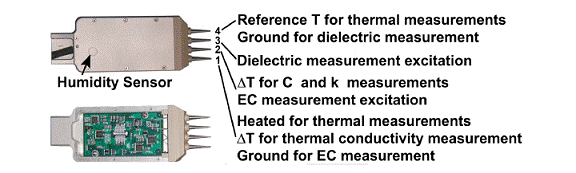 Reference T for thermal measurements
4
Ground for dielectric measurement
3
Dielectric measurement excitation
2
ΔT for C and k measurements
1
EC measurement excitation
Humidity Sensor
Heated for thermal measurements
ΔT for thermal conductivity measurement
Ground for EC measurement